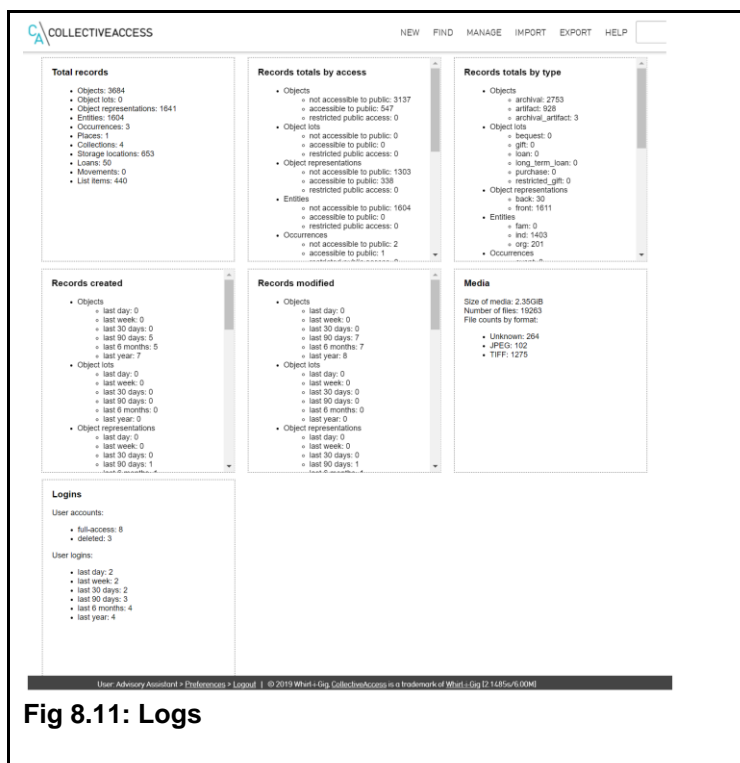 CA COLLECTIVEACCESS
NEW FIND MANAGE IMPORT EXPORT HELP
Total records
Objects: 3684
Object lots: 0
Object representations: 1641
Entities: 1604
Occurrences: 3
Places: 1
Collections: 4
Storage locations: 653
Loans: 50
Movements: 0
List items: 440
Records totals by access
Objects
not accessible to public: 3137
accessible to public: 547
restricted public access: 0
Object lots
not accessible to public: 0
accessible to public: 0
restricted public access: 0
Object representations
not accessible to public: 1303
accessible to public: 338
restricted public access: 0
Entities
not accessible to public: 1604
accessible to public: 0
restricted public access: 0
Occurrences
not accessible to public: 2
accessible to public: 1
Records totals by type
Objects
archival: 2753
artifact: 928
archival_artifact: 3
Object lots
bequest: 0
gift: 0
loan: 0
long_term_loan: 0
purchase: 0
restricted_gift: 0
Object representations
back: 30
front: 1611
Entities
fam: 0
ind: 1403
org: 201
Occurrences
Records created
Objects
last day: 0
last week: 0
last 30 days: 0
last 90 days: 5
last 6 months: 5
last year: 7
Object lots
last day: 0
last week: 0
last 30 days: 0
last 90 days: 0
last 6 months: 0
last year: 0
Object representations
last day: 0
last week: 0
last 30 days: 0
last 90 days: 1
Records modified
Objects
last day: 0
last week: 0
last 30 days: 0
last 90 days: 7
last 6 months: 7
last year: 8
Object lots
last day: 0
last week: 0
last 30 days: 0
last 90 days: 0
last 6 months: 0
last year: 0
Object representations
last day: 0
last week: 0
last 30 days: 0
last 90 days: 1
Media
Size of media: 2.35GiB
Number of files: 19263
File counts by format:
Unknown: 264
JPEG: 102
TIFF: 1275
Logins
User accounts:
full-access: 8
deleted: 3
User logins:
last day: 2
last week: 2
last 30 days: 2
last 90 days: 3
last 6 months: 4
last year: 4
User: Advisory Assistant > Preferences > Logout | © 2019 Whirl-i-Gig, CollectiveAccess is a trademark of Whirl-i-Gig [2.1485s/6.00M]
Fig 8.11: Logs